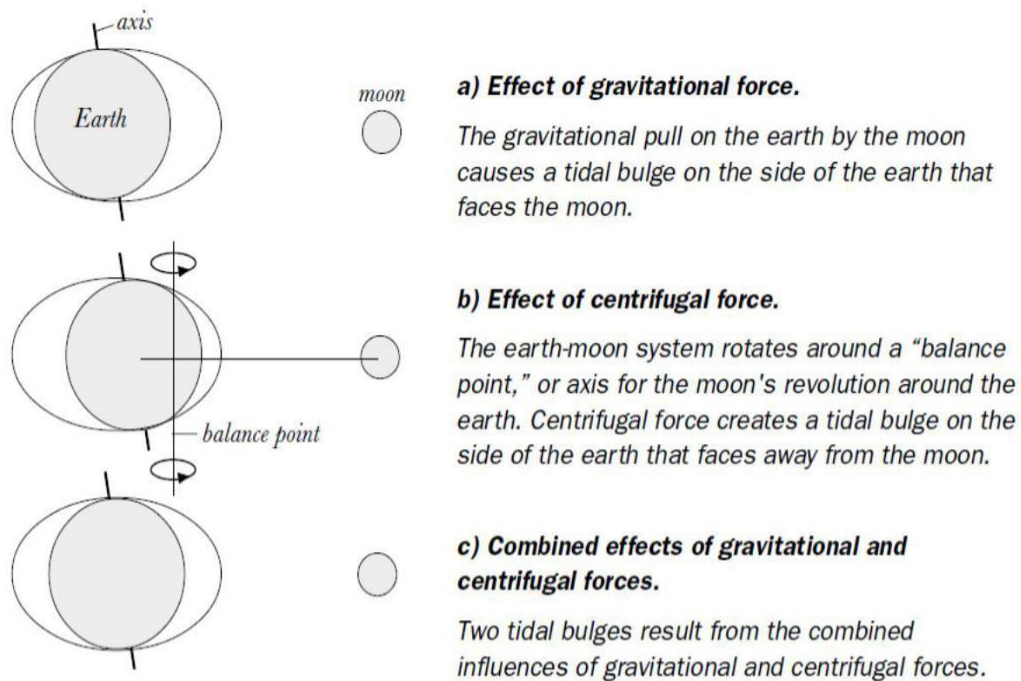 axis
Earth
moon
a) Effect of gravitational force.
The gravitational pull on the earth by the moon
causes a tidal bulge on the side of the earth that
faces the moon.
b) Effect of centrifugal force.
The earth-moon system rotates around a “balance
point,” or axis for the moon's revolution around the
earth. Centrifugal force creates a tidal bulge on the
side of the earth that faces away from the moon.
balance point
c) Combined effects of gravitational and
centrifugal forces.
Two tidal bulges result from the combined
influences of gravitational and centrifugal forces.